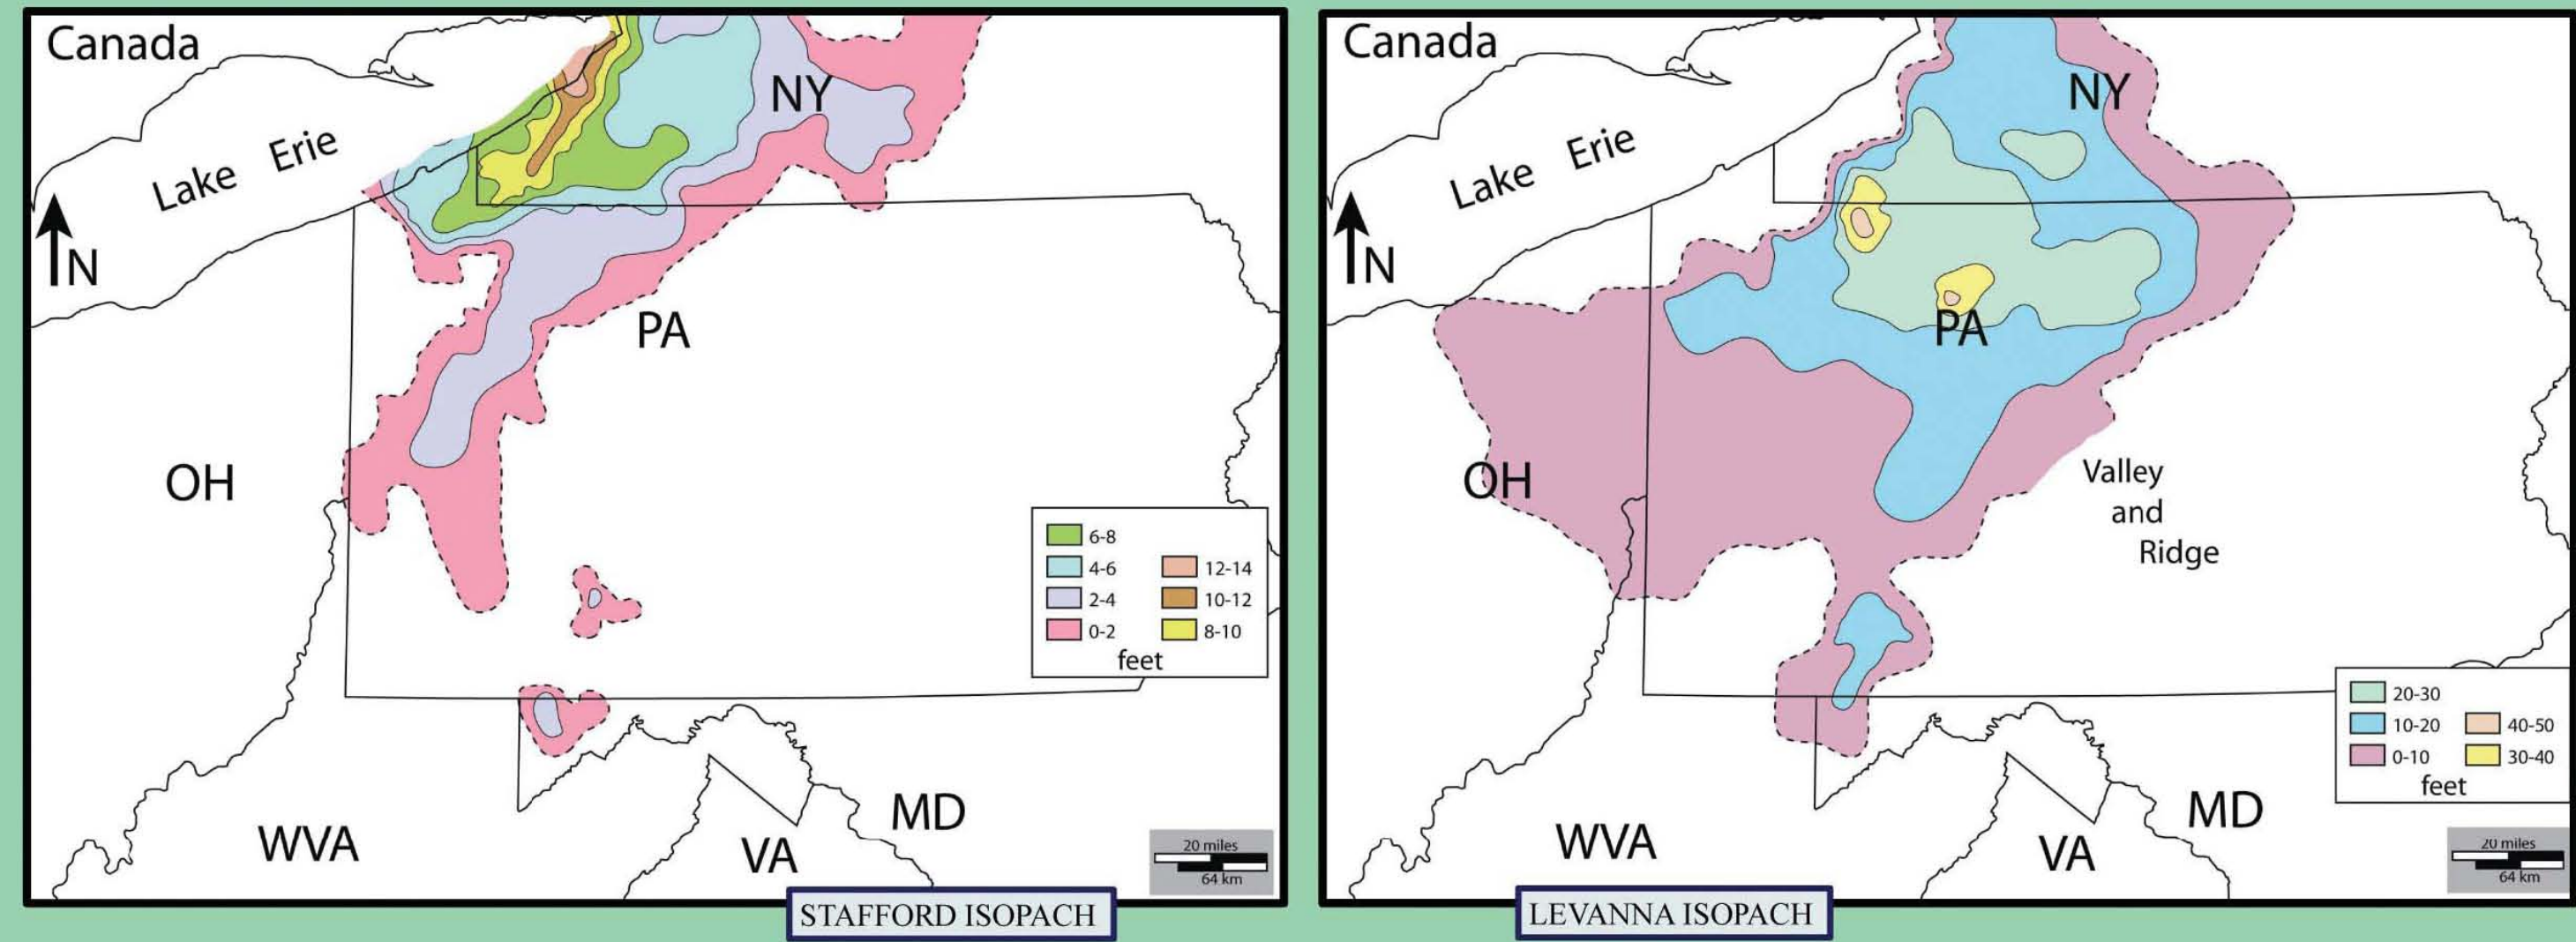 Canada
NY
Lake Erie
N
PA
OH
6-8
4-6
12-14
2-4
10-12
0-2
8-10
feet
MD
WVA
VA
20 miles
64 km
STAFFORD ISOPACH
Canada
NY
Lake Erie
N
PA
OH
Valley
and
Ridge
20-30
10-20
40-50
0-10
30-40
feet
MD
WVA
VA
20 miles
64 km
LEVANNA ISOPACH